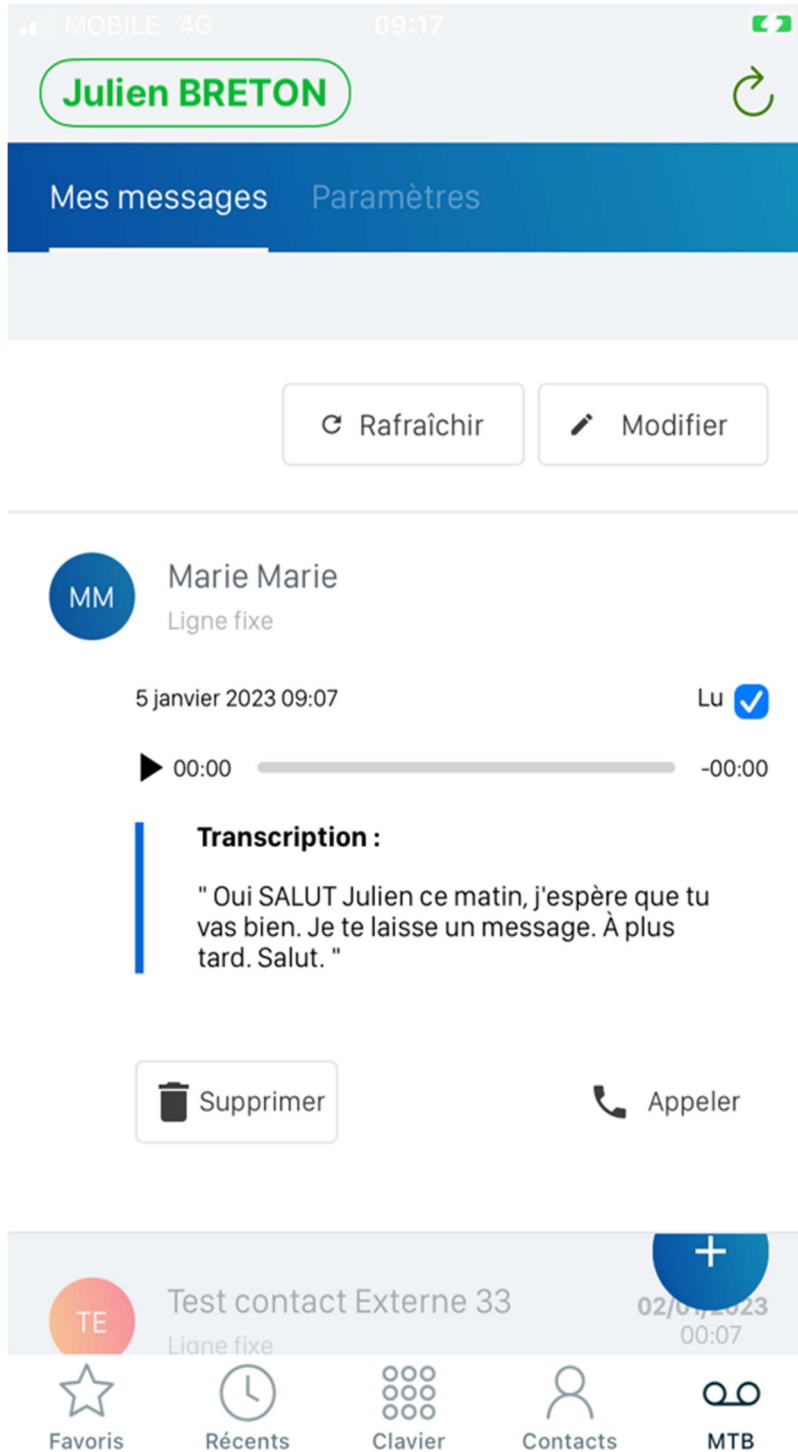 MOBILE 4G 09:17
Julien BRETON
Mes messages Paramètres
Rafraîchir Modifier
MM
Marie Marie
Ligne fixe
5 janvier 2023 09:07 Lu
00:00 -00:00
Transcription :
" Oui SALUT Julien ce matin, j'espère que tu
vas bien. Je te laisse un message. À plus
tard. Salut. "
Supprimer Appeler
+
TE
Test contact Externe 33 02/01/2023
Ligne fixe 00:07
Favoris Récents Clavier Contacts MTB